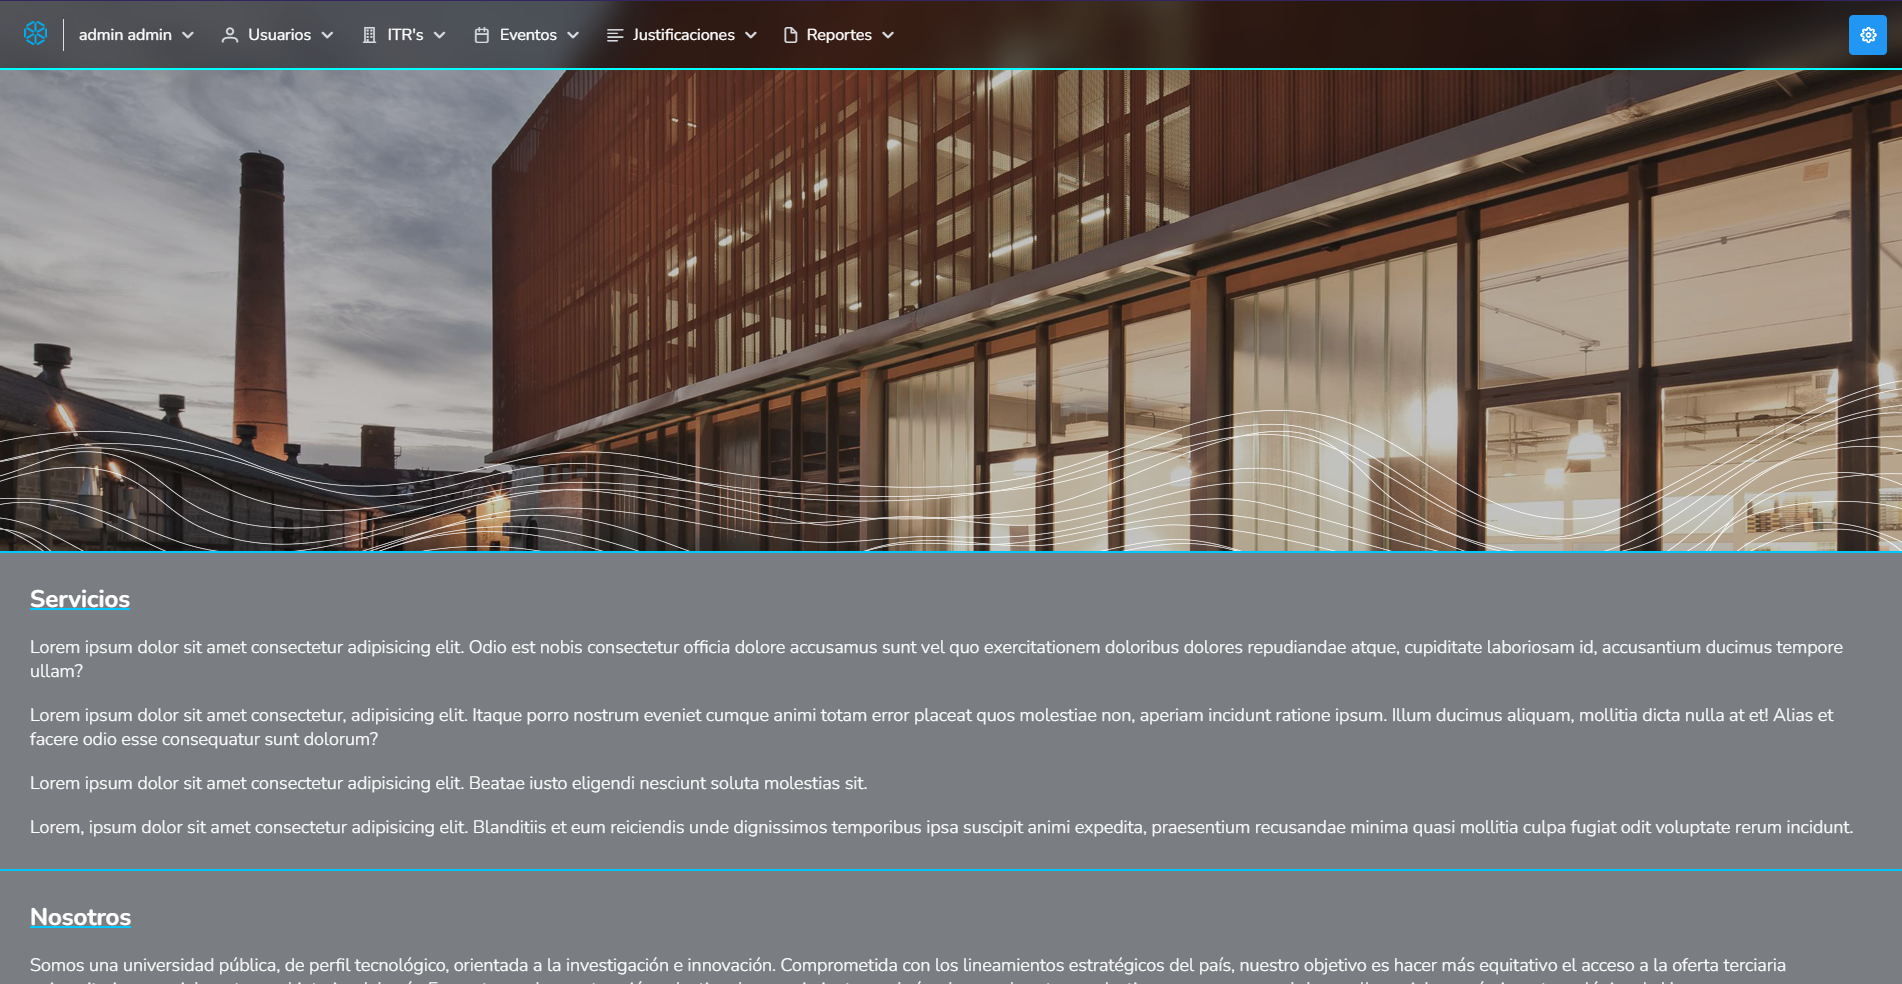 admin admin Usuarios ITR's Eventos Justificaciones Reportes
Servicios
Lorem ipsum dolor sit amet consectetur adipisicing elit. Odio est nobis consectetur officia dolore accusamus sunt vel quo exercitationem doloribus dolores repudiandae atque, cupiditate laboriosam id, accusantium ducimus tempore
ullam?
Lorem ipsum dolor sit amet consectetur, adipisicing elit. Itaque porro nostrum eveniet cumque animi totam error placeat quos molestiae non, aperiam incidunt ratione ipsum. Illum ducimus aliquam, mollitia dicta nulla at et! Alias et
facere odio esse consequatur sunt dolorum?
Lorem ipsum dolor sit amet consectetur adipisicing elit. Beatae iusto eligendi nesciunt soluta molestias sit.
Lorem, ipsum dolor sit amet consectetur adipisicing elit. Blanditiis et eum reiciendis unde dignissimos temporibus ipsa suscipit animi expedita, praesentium recusandae minima quasi mollitia culpa fugiat odit voluptate rerum incidunt.
Nosotros
Somos una universidad pública, de perfil tecnológico, orientada a la investigación e innovación. Comprometida con los lineamientos estratégicos del país, nuestro objetivo es hacer más equitativo el acceso a la oferta terciaria